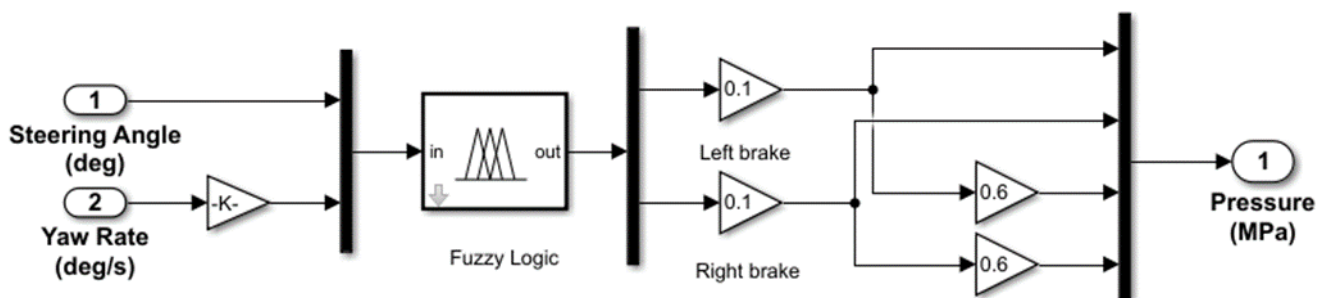 1
Steering Angle
(deg)
2
Yaw Rate
(deg/s)
-K-
in
out
Fuzzy Logic
0.1
Left brake
0.1
Right brake
0.6
0.6
1
Pressure
(MPa)